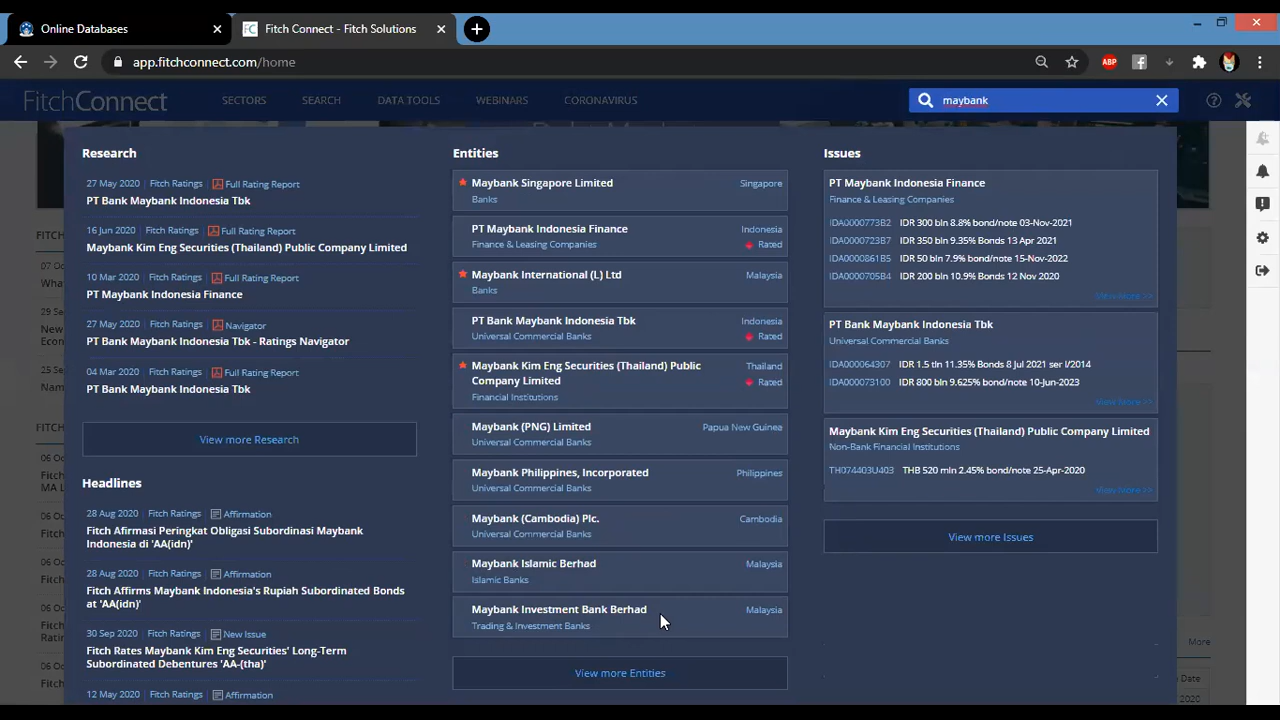 Online Databases
FC Fitch Connect - Fitch Solutions
app.fitchconnect.com/home
ABP
FitchConnect
SECTORS
SEARCH
DATA TOOLS
WEBINARS
CORONAVIRUS
maybank
Research
27 May 2020 | Fitch Ratings | Full Rating Report
PT Bank Maybank Indonesia Tbk
16 Jun 2020 | Fitch Ratings | Full Rating Report
Maybank Kim Eng Securities (Thailand) Public Company Limited
10 Mar 2020 | Fitch Ratings | Full Rating Report
PT Maybank Indonesia Finance
27 May 2020 | Fitch Ratings | Navigator
PT Bank Maybank Indonesia Tbk - Ratings Navigator
04 Mar 2020 | Fitch Ratings | Full Rating Report
PT Bank Maybank Indonesia Tbk
View more Research
Headlines
28 Aug 2020 | Fitch Ratings | Affirmation
Fitch Afirmasi Peringkat Obligasi Subordinasi Maybank
Indonesia di 'AA(idn)'
28 Aug 2020 | Fitch Ratings | Affirmation
Fitch Affirms Maybank Indonesia's Rupiah Subordinated Bonds
at 'AA(idn)'
30 Sep 2020 | Fitch Ratings | New Issue
Fitch Rates Maybank Kim Eng Securities' Long-Term
Subordinated Debentures 'AA-(tha)'
12 May 2020 | Fitch Ratings | Affirmation
Entities
Maybank Singapore Limited Singapore
Banks
PT Maybank Indonesia Finance Indonesia
Finance & Leasing Companies Rated
Maybank International (L) Ltd Malaysia
Banks
PT Bank Maybank Indonesia Tbk Indonesia
Universal Commercial Banks Rated
Maybank Kim Eng Securities (Thailand) Public Thailand
Company Limited Rated
Financial Institutions
Maybank (PNG) Limited Papua New Guinea
Universal Commercial Banks
Maybank Philippines, Incorporated Philippines
Universal Commercial Banks
Maybank (Cambodia) Plc. Cambodia
Universal Commercial Banks
Maybank Islamic Berhad Malaysia
Islamic Banks
Maybank Investment Bank Berhad Malaysia
Trading & Investment Banks
View more Entities
Issues
PT Maybank Indonesia Finance
Finance & Leasing Companies
IDA0000773B2 IDR 300 bln 8.8% bond/note 03-Nov-2021
IDA0000723B7 IDR 350 bln 9.35% Bonds 13 Apr 2021
IDA0000861B5 IDR 50 bln 7.9% bond/note 15-Nov-2022
IDA0000705B4 IDR 200 bln 10.9% Bonds 12 Nov 2020
View More >>
PT Bank Maybank Indonesia Tbk
Universal Commercial Banks
IDA000064307 IDR 1.5 tln 11.35% Bonds 8 Jul 2021 ser I/2014
IDA000073100 IDR 800 bln 9.625% bond/note 10-Jun-2023
View More >>
Maybank Kim Eng Securities (Thailand) Public Company Limited
Non-Bank Financial Institutions
TH074403U403 THB 520 mln 2.45% bond/note 25-Apr-2020
View More >>
View more Issues
More